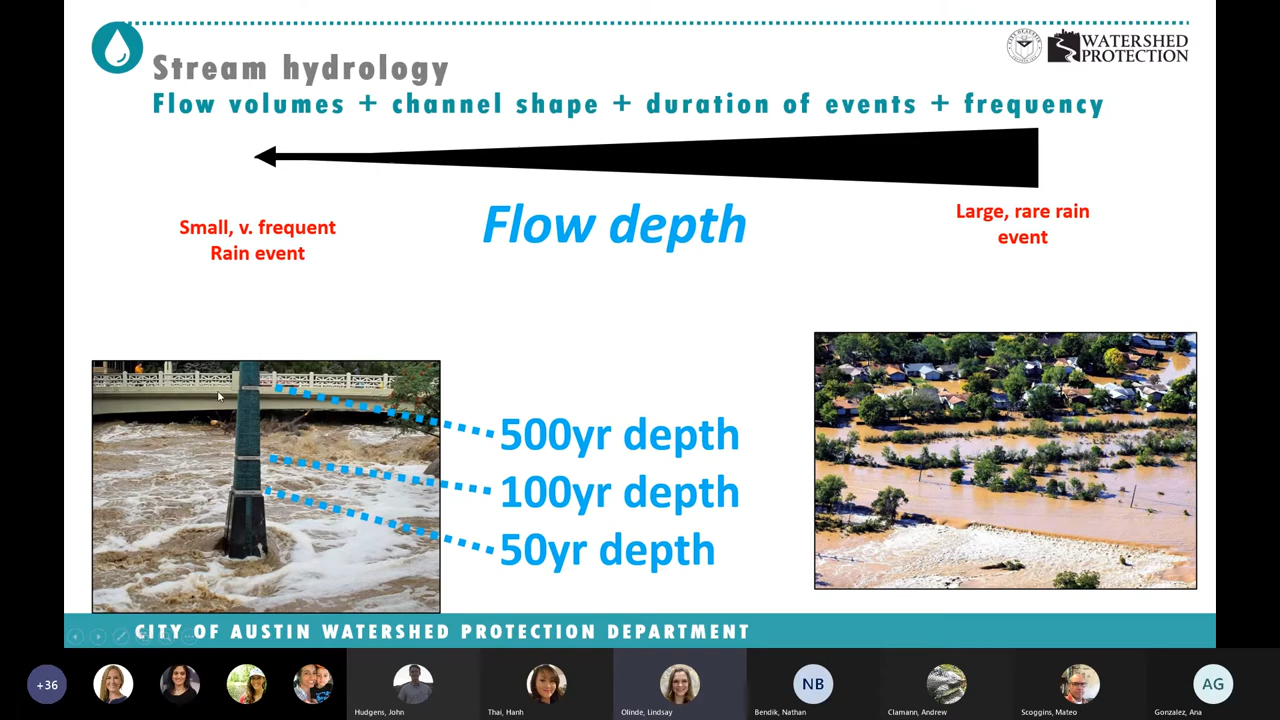 Stream hydrology
WATERSHED
PROTECTION
Flow volumes + channel shape + duration of events + frequency
Small, v. frequent
Rain event
Flow depth
Large, rare rain
event
500yr depth
100yr depth
50yr depth
CITY OF AUSTIN WATERSHED PROTECTION DEPARTMENT
+36
Hudgens, John
Thai, Hanh
Olinde, Lindsay
NB
Bendik, Nathan
Clamann, Andrew
Scoggins, Mateo
AG
Gonzalez, Ana